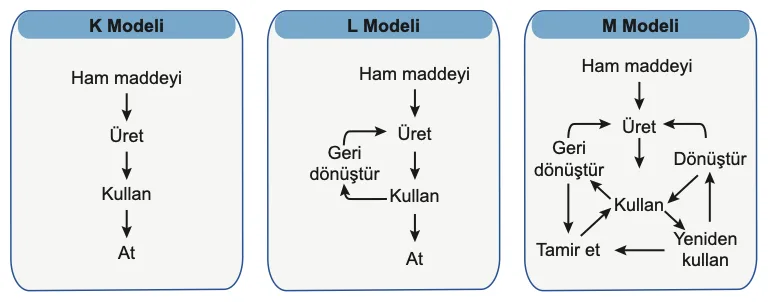 K Modeli
Ham maddeyi
Üret
Kullan
At
L Modeli
Ham maddeyi
Üret
Geri
dönüştür
Kullan
At
M Modeli
Ham maddeyi
Üret
Geri
dönüştür
Dönüştür
Kullan
Tamir et
Yeniden
kullan